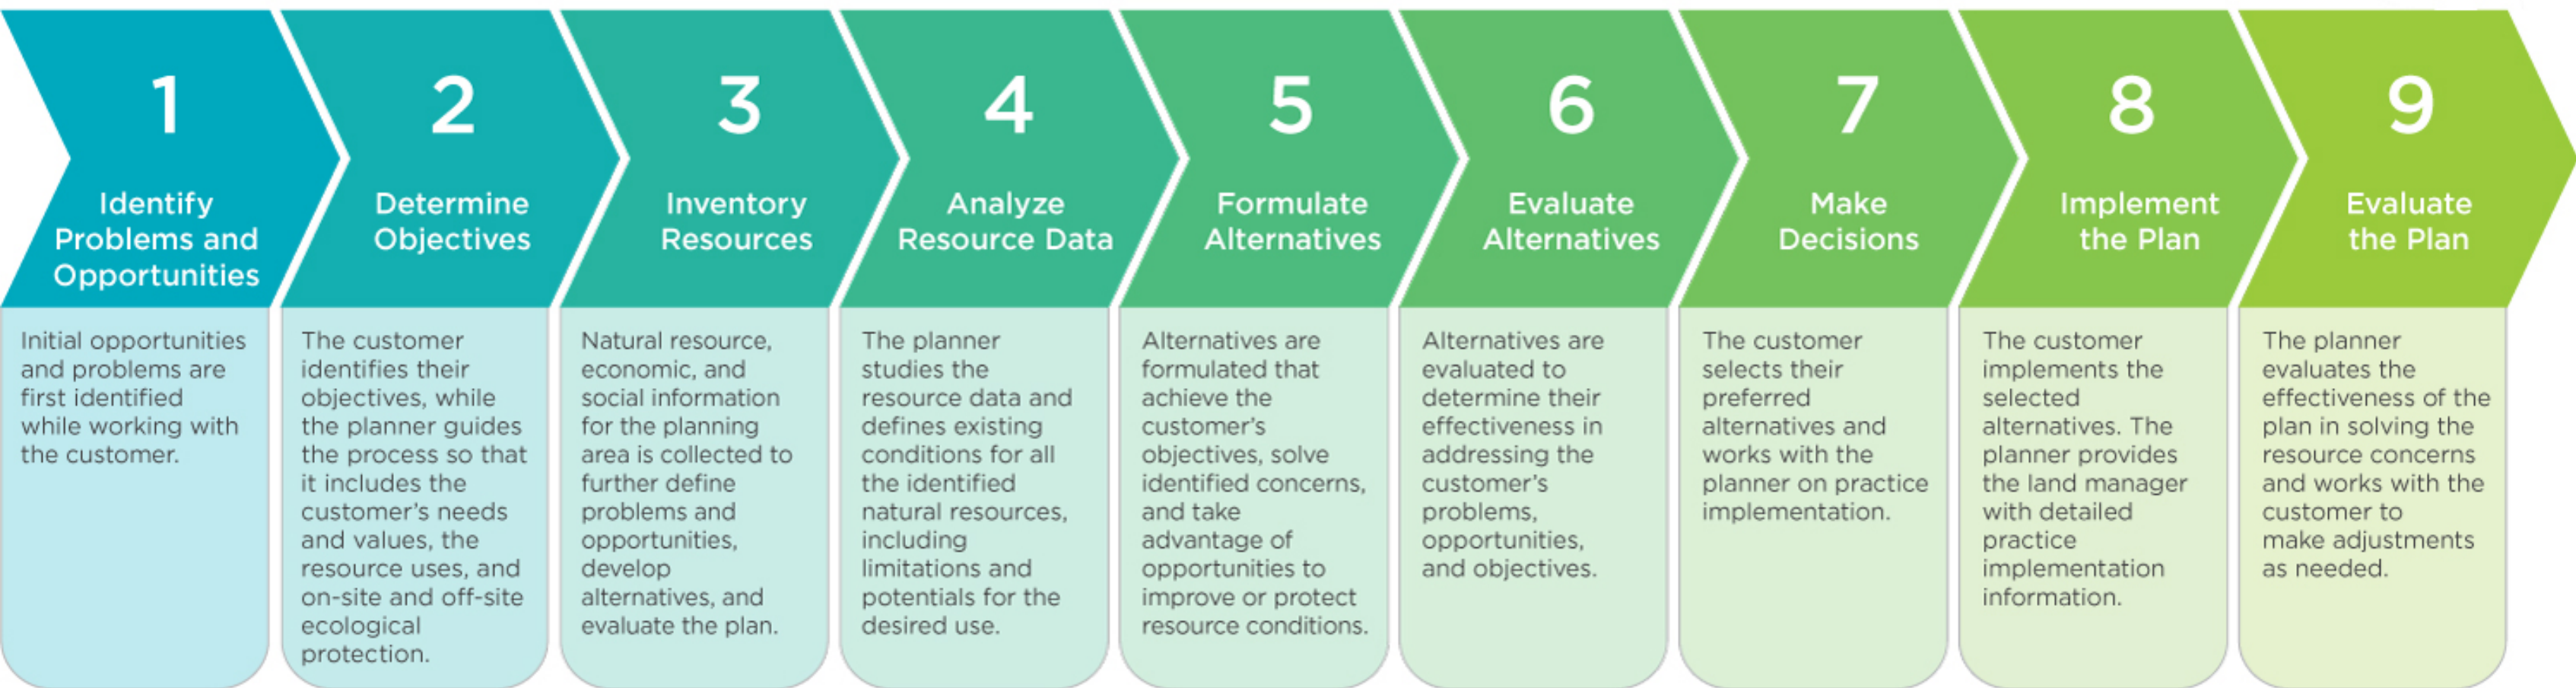 1
Identify
Problems and
Opportunities
Initial opportunities
and problems are
first identified
while working with
the customer.
2
Determine
Objectives
The customer
identifies their
objectives, while
the planner guides
the process so that
it includes the
customer's needs
and values, the
resource uses, and
on-site and off-site
ecological
protection.
3
Inventory
Resources
Natural resource,
economic, and
social information
for the planning
area is collected to
further define
problems and
opportunities,
develop
alternatives, and
evaluate the plan.
4
Analyze
Resource Data
The planner
studies the
resource data and
defines existing
conditions for all
the identified
natural resources,
including
limitations and
potentials for the
desired use.
5
Formulate
Alternatives
Alternatives are
formulated that
achieve the
customer's
objectives, solve
identified concerns,
and take
advantage of
opportunities to
improve or protect
resource conditions.
6
Evaluate
Alternatives
Alternatives are
evaluated to
determine their
effectiveness in
addressing the
customer's
problems,
opportunities,
and objectives.
7
Make
Decisions
The customer
selects their
preferred
alternatives and
works with the
planner on practice
implementation.
8
Implement
the Plan
The customer
implements the
selected
alternatives. The
planner provides
the land manager
with detailed
practice
implementation
information.
9
Evaluate
the Plan
The planner
evaluates the
effectiveness of the
plan in solving the
resource concerns
and works with the
customer to
make adjustments
as needed.